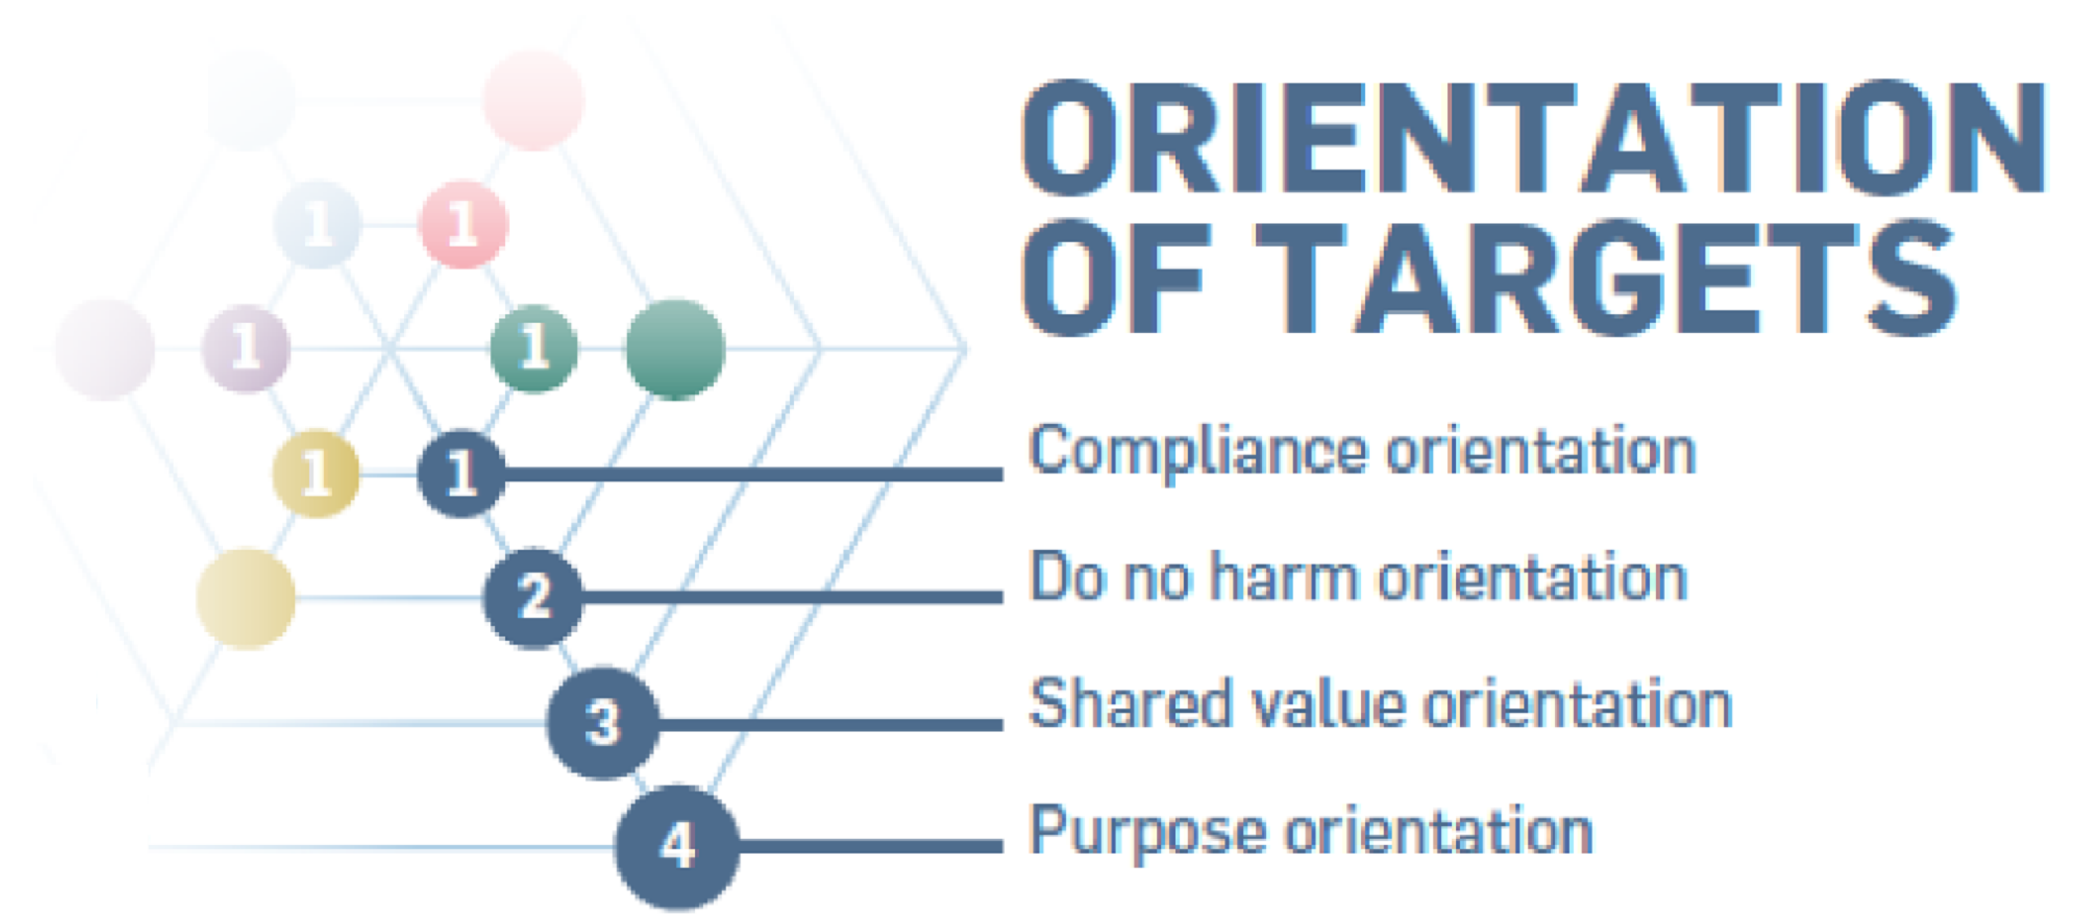 ORIENTATION
OF TARGETS
1 1
1 1
1 1 Compliance orientation
2 Do no harm orientation
3 Shared value orientation
4 Purpose orientation